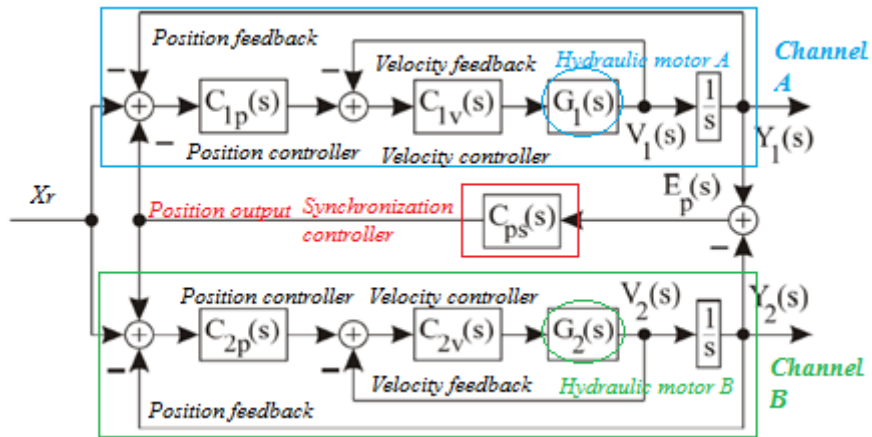 Position feedback
Velocity feedback
Hydraulic motor A
Channel
A
C1p(s)
C1v(s)
G1(s)
1
s
V1(s)
Y1(s)
Position controller
Velocity controller
Ep(s)
Xr
Position output
Synchronization
controller
Cps(s)
Position controller
Velocity controller
V2(s)
Y2(s)
C2p(s)
C2v(s)
G2(s)
1
s
Velocity feedback
Hydraulic motor B
Channel
B
Position feedback